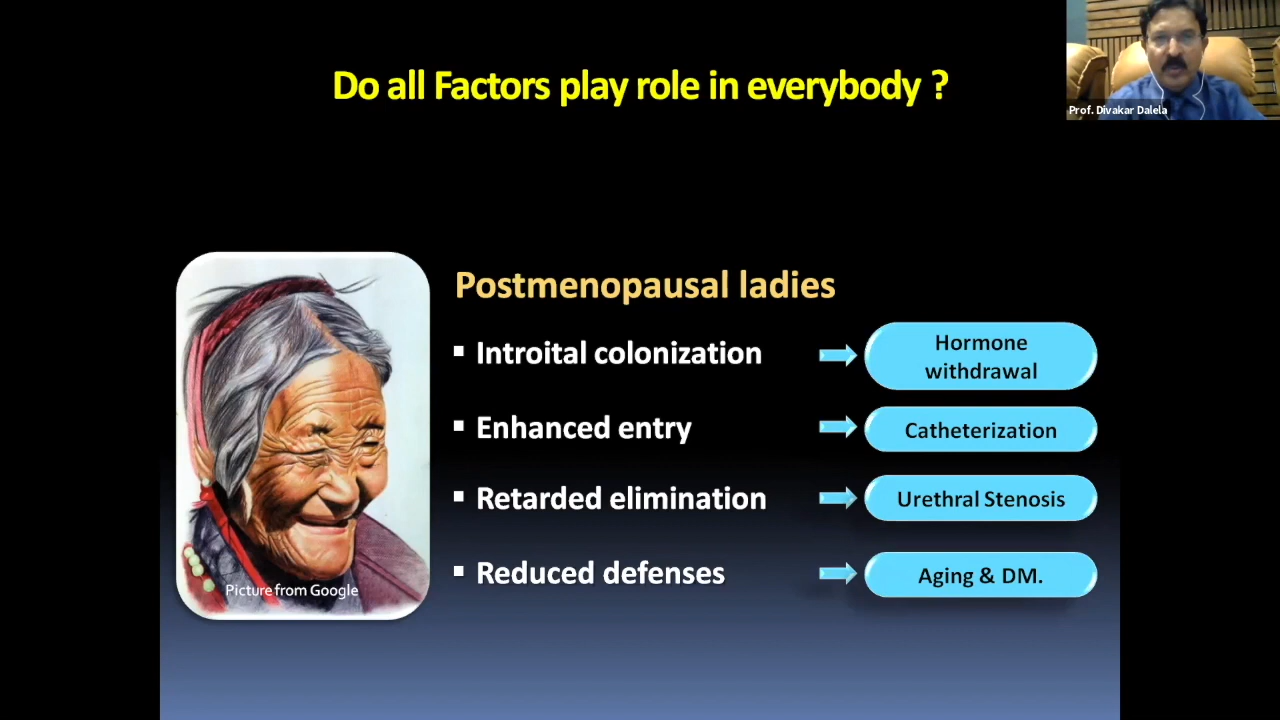 Do all Factors play role in everybody ?
Prof. Divakar Dalela
Postmenopausal ladies
▪ Introital colonization
Hormone
withdrawal
▪ Enhanced entry
Catheterization
▪ Retarded elimination
Urethral Stenosis
▪ Reduced defenses
Aging & DM.
Picture from Google